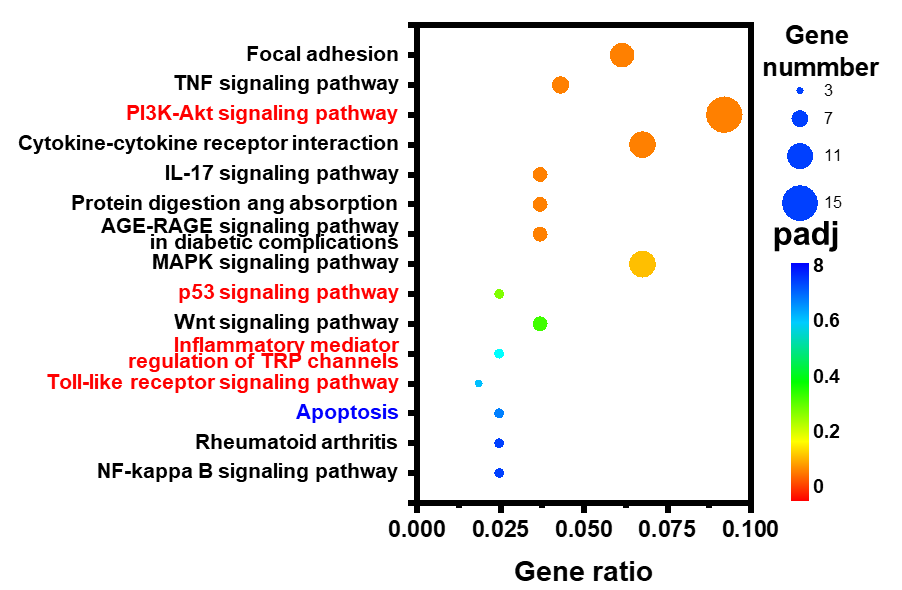 Focal adhesion
TNF signaling pathway
PI3K-Akt signaling pathway
Cytokine-cytokine receptor interaction
IL-17 signaling pathway
Protein digestion ang absorption
AGE-RAGE signaling pathway
in diabetic complications
MAPK signaling pathway
p53 signaling pathway
Wnt signaling pathway
Inflammatory mediator
regulation of TRP channels
Toll-like receptor signaling pathway
Apoptosis
Rheumatoid arthritis
NF-kappa B signaling pathway
0.000 0.025 0.050 0.075 0.100
Gene ratio
Gene
nummber
3
7
11
15
padj
8
0.6
0.4
0.2
0